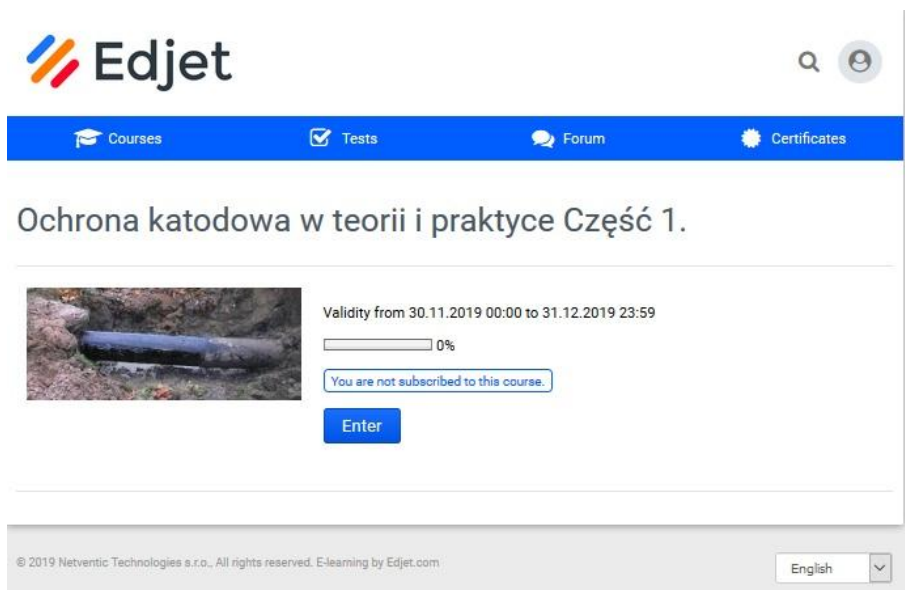 Edjet
Courses
Tests
Forum
Certificates
Ochrona katodowa w teorii i praktyce Część 1.
Validity from 30.11.2019 00:00 to 31.12.2019 23:59
0%
You are not subscribed to this course.
Enter
© 2019 Netventic Technologies s.r.o., All rights reserved. E-learning by Edjet.com
English